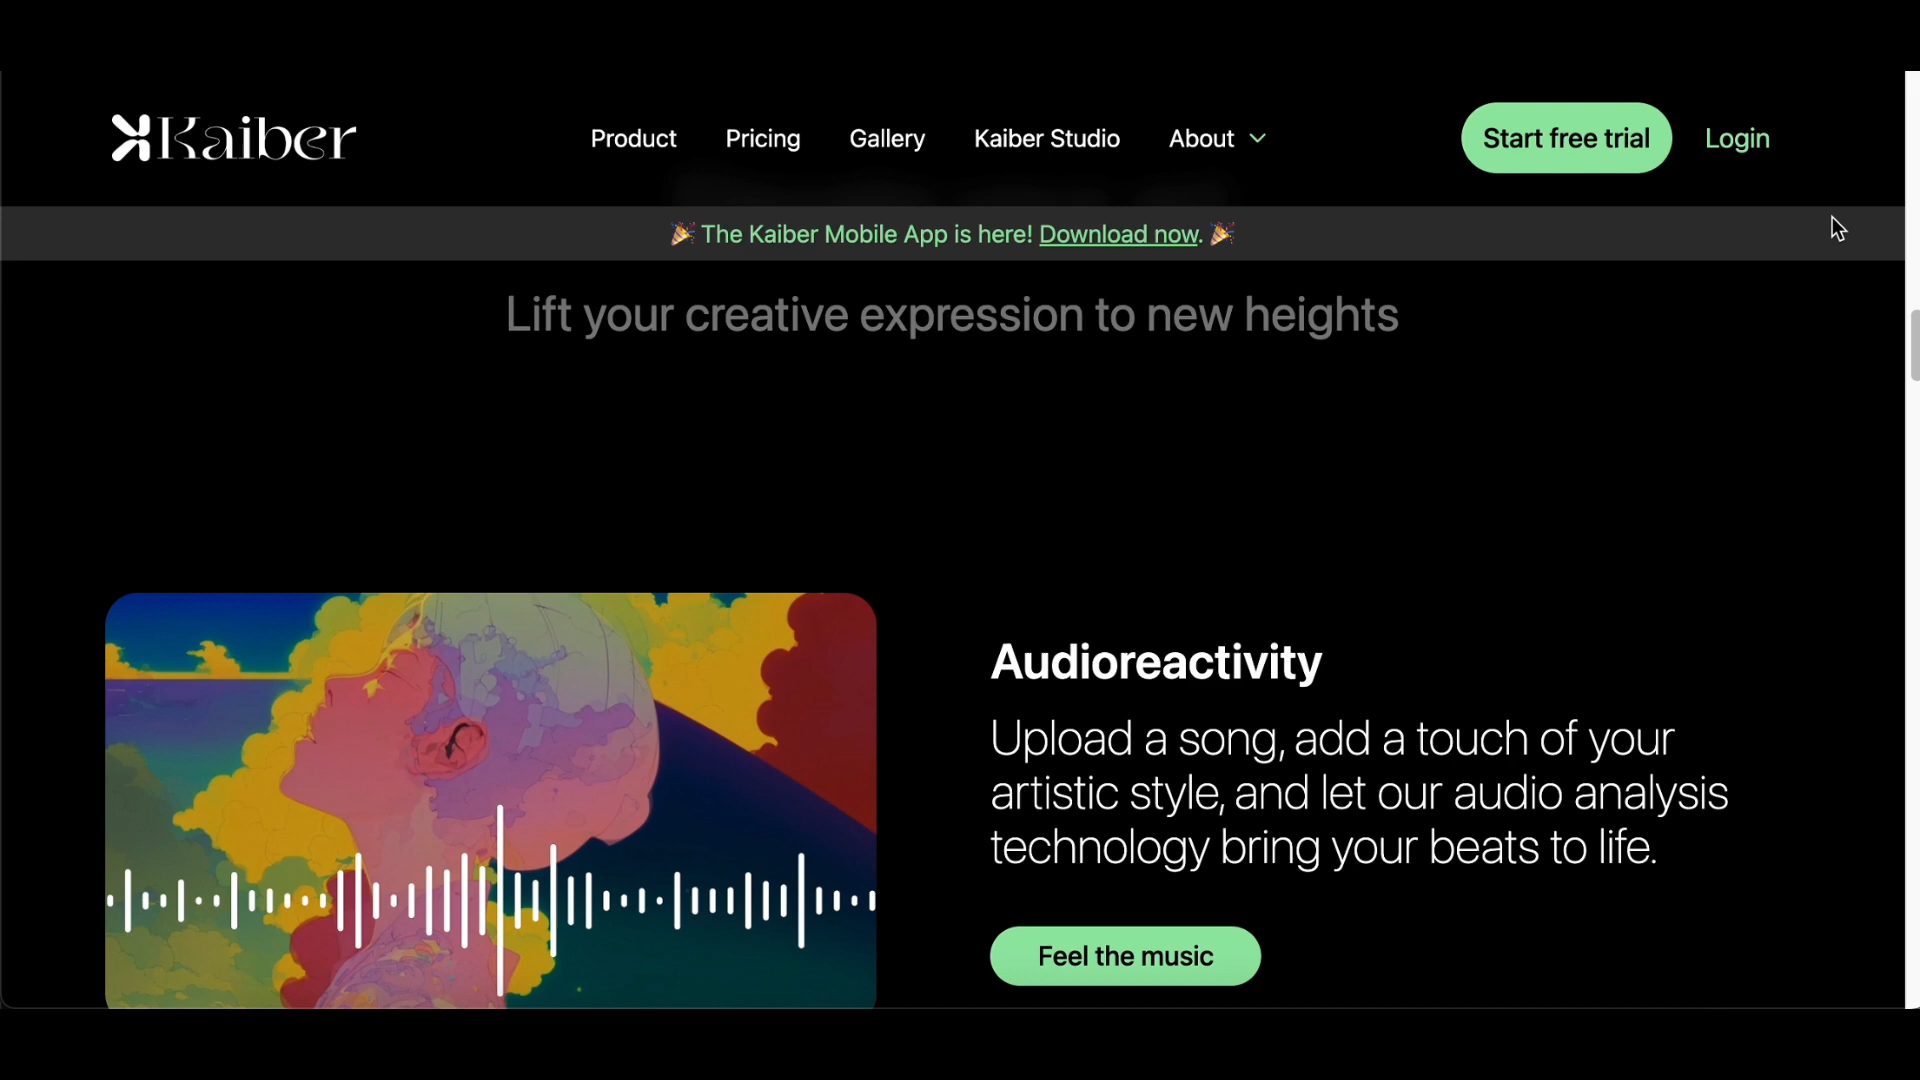 Kaiber
Product Pricing Gallery Kaiber Studio About
Start free trial Login
🎉 The Kaiber Mobile App is here! Download now. 🎉
Lift your creative expression to new heights
Audioreactivity
Upload a song, add a touch of your
artistic style, and let our audio analysis
technology bring your beats to life.
Feel the music